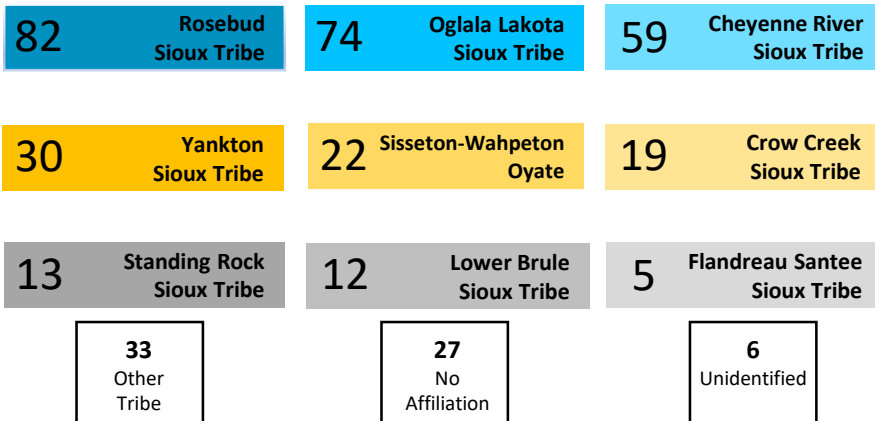 82
Rosebud
Sioux Tribe
74
Oglala Lakota
Sioux Tribe
59
Cheyenne River
Sioux Tribe
30
Yankton
Sioux Tribe
22
Sisseton-Wahpeton
Oyate
19
Crow Creek
Sioux Tribe
13
Standing Rock
Sioux Tribe
12
Lower Brule
Sioux Tribe
5
Flandreau Santee
Sioux Tribe
33
Other
Tribe
27
No
Affiliation
6
Unidentified